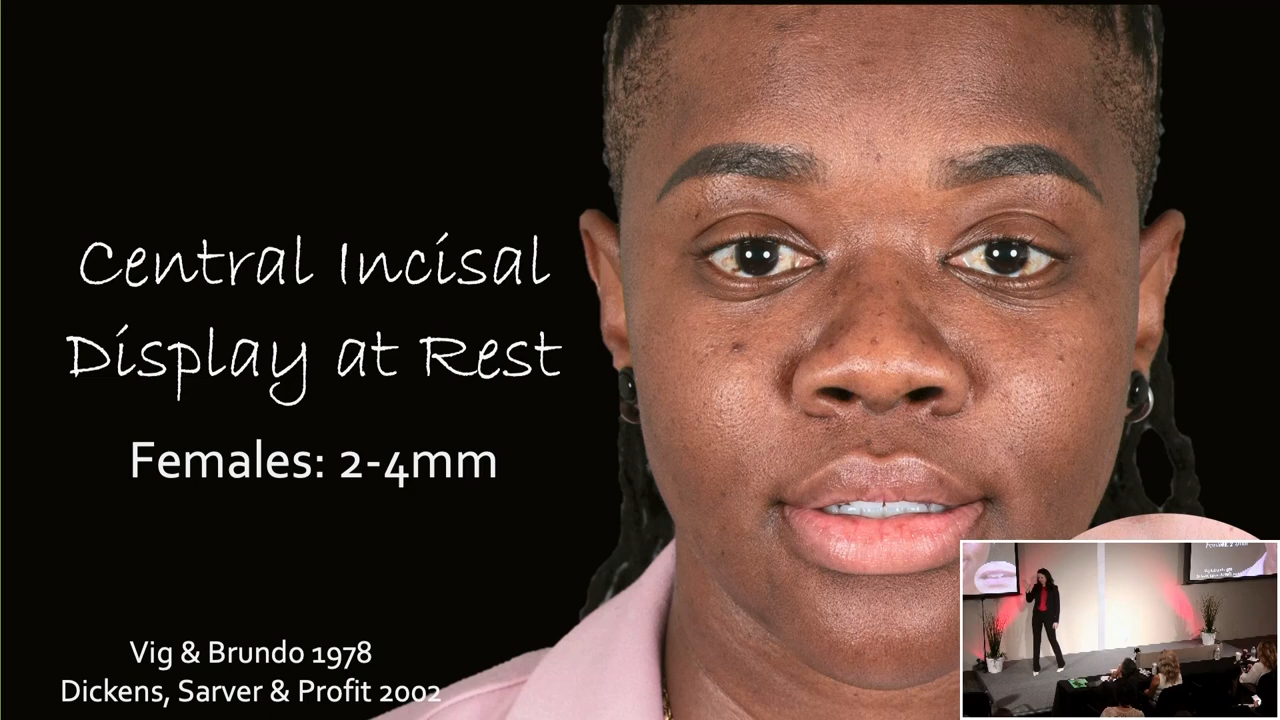 Central Incisal
Display at Rest
Females: 2-4mm
Vig & Brundo 1978
Dickens, Sarver & Profit 2002